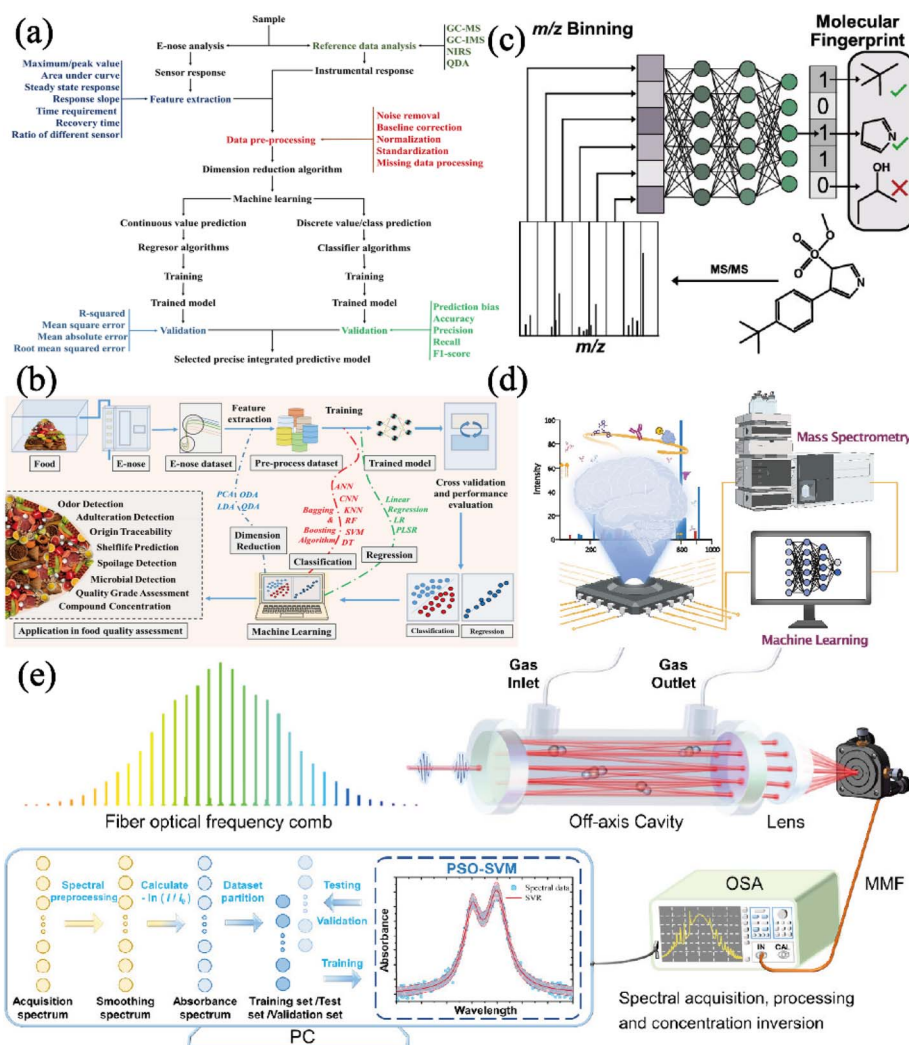 (a)
Sample
E-nose analysis
Reference data analysis
GC-MS
GC-IMS
NIRS
QDA
Sensor response
Instrumental response
Maximum/peak value
Area under curve
Steady state response
Response slope
Time requirement
Recovery time
Ratio of different sensor
Feature extraction
Noise removal
Baseline correction
Normalization
Standardization
Missing data processing
Data pre-processing
Dimension reduction algorithm
Machine learning
Continuous value prediction
Discrete value/class prediction
Regresor algorithms
Classifier algorithms
Training
Training
Trained model
Trained model
R-squared
Mean square error
Mean absolute error
Root mean squared error
Validation
Validation
Prediction bias
Accuracy
Precision
Recall
F1-score
Selected precise integrated predictive model
(c)
m/z Binning
Molecular
Fingerprint
1
0
1
1
0
N
OH
MS/MS
m/z
O
O
O
N
(b)
Food
E-nose
E-nose dataset
Feature
extraction
Pre-process dataset
Training
Trained model
Cross validation
and performance
evaluation
PCA
ODA
LDA
QDA
Dimension
Reduction
ANN
CNN
KNN
RF
SVM
DT
Bagging
&
Boosting
Algorithm
Classification
Linear
Regression
LR
PLSR
Regression
Odor Detection
Adulteration Detection
Origin Traceability
Shelflife Prediction
Spoilage Detection
Microbial Detection
Quality Grade Assessment
Compound Concentration
Application in food quality assessment
Machine Learning
Classification
Regression
(d)
Intensity
100
80
60
40
20
0
200
800
1000
Mass Spectrometry
Machine Learning
(e)
Fiber optical frequency comb
Gas
Inlet
Gas
Outlet
Off-axis Cavity
Lens
MMF
OSA
IN
CAL
Spectral acquisition, processing
and concentration inversion
Spectral
preprocessing
Calculate
- ln ( I / I0 )
Dataset
partition
Testing
Validation
Training
Acquisition
spectrum
Smoothing
spectrum
Absorbance
spectrum
Training set /Test
set /Validation set
PSO-SVM
Spectral data
SVR
Absorbance
Wavelength
PC